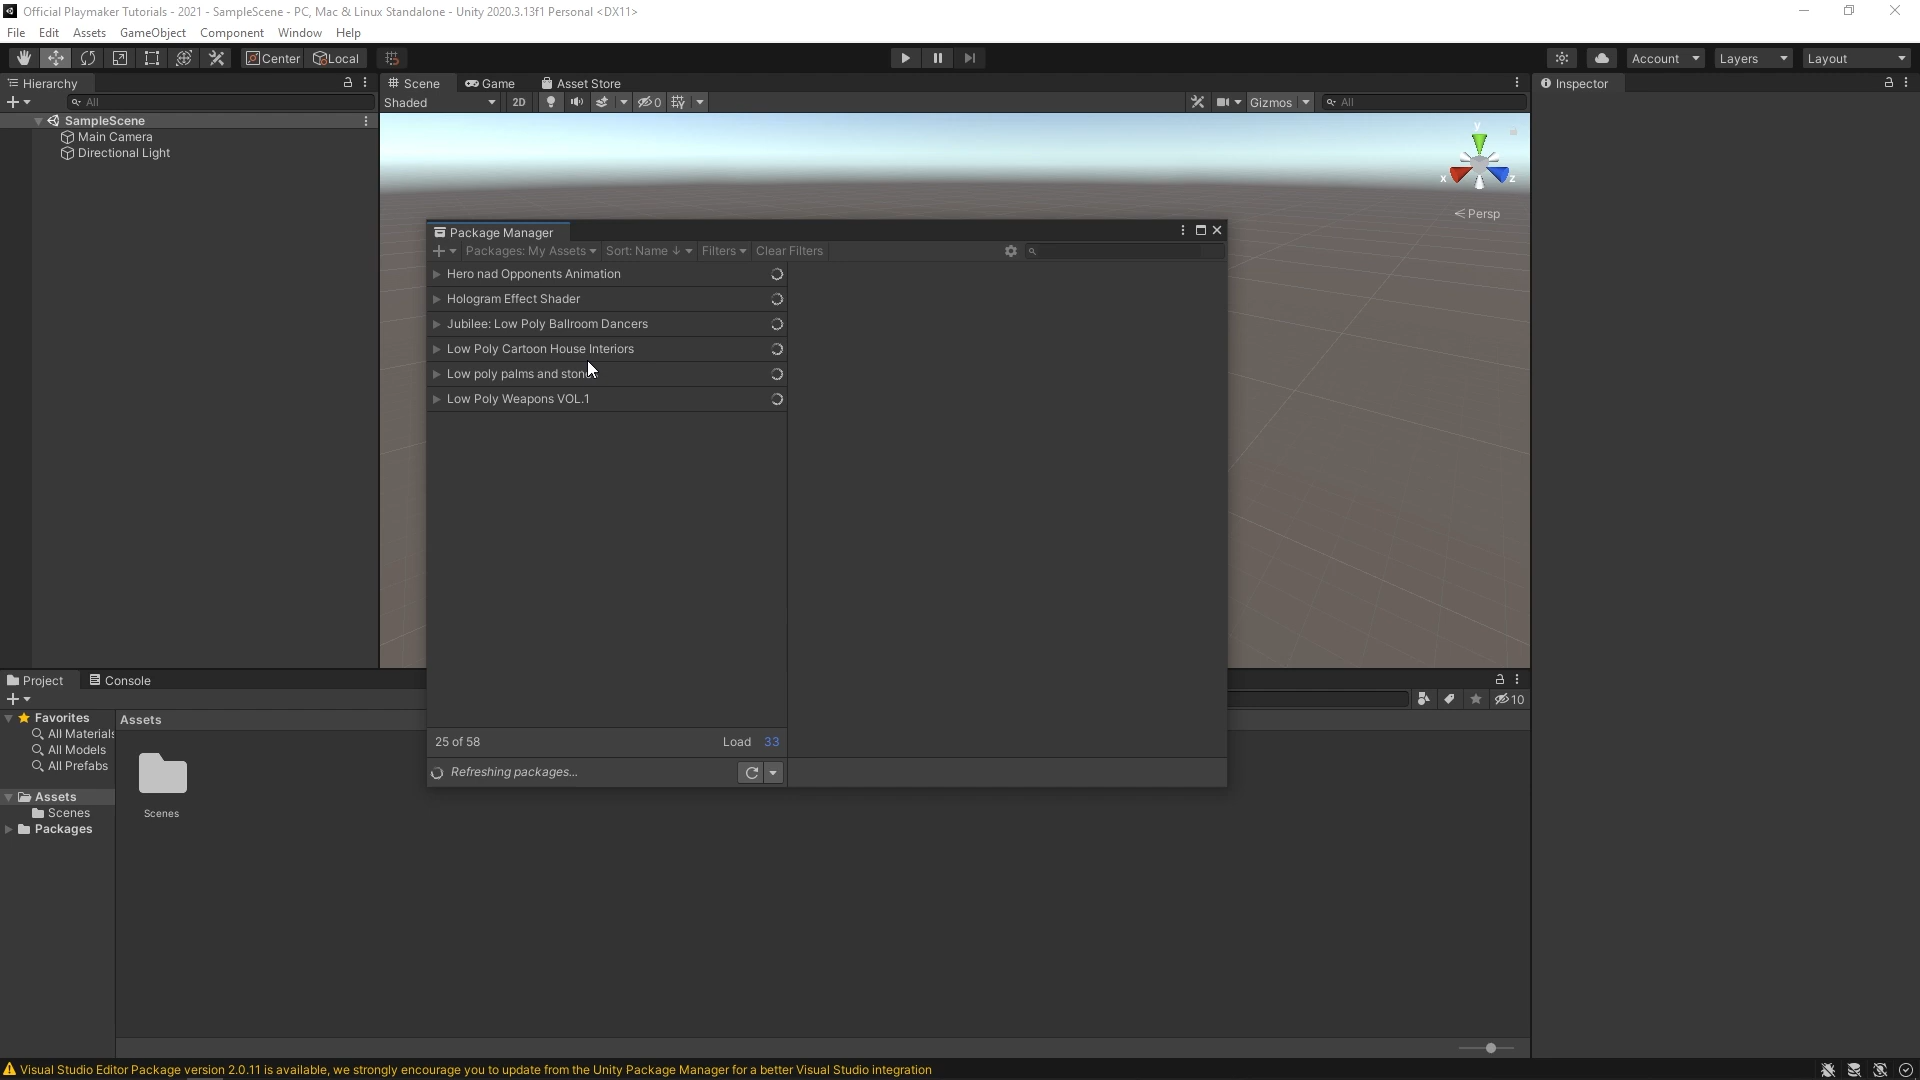 Official Playmaker Tutorials - 2021 - SampleScene - PC, Mac & Linux Standalone - Unity 2020.3.13f1 Personal <DX11>
File Edit Assets GameObject Component Window Help
Center Local Account Layers Layout
Hierarchy Scene Game Asset Store Inspector
All Shaded 2D 0 Gizmos All
SampleScene
Main Camera
Directional Light
y
x z
Persp
Package Manager
Packages: My Assets Sort: Name ↓ Filters Clear Filters
Hero nad Opponents Animation
Hologram Effect Shader
Jubilee: Low Poly Ballroom Dancers
Low Poly Cartoon House Interiors
Low poly palms and stone
Low Poly Weapons VOL.1
25 of 58 Load 33
Refreshing packages...
Project Console
10
Favorites
All Materials
All Models
All Prefabs
Assets
Scenes
Packages
Assets
Scenes
Visual Studio Editor Package version 2.0.11 is available, we strongly encourage you to update from the Unity Package Manager for a better Visual Studio integration